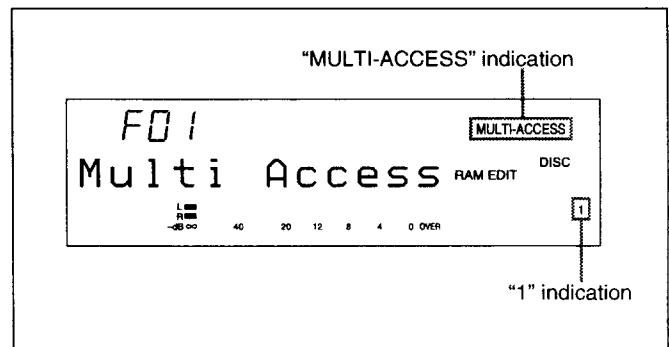 “MULTI-ACCESS” indication
F01
MULTI-ACCESS
Multi Access RAM EDIT DISC
L
R
1
-dB ∞ 40 20 12 8 4 0 OVER
“1” indication